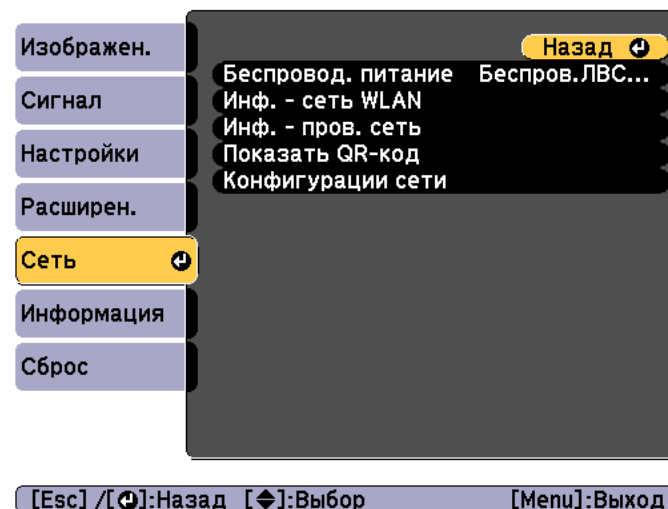 Изображен.
Сигнал
Настройки
Расширен.
Сеть
Информация
Сброс
Назад
Беспровод. питание Беспров.ЛВС...
Инф. - сеть WLAN
Инф. - пров. сеть
Показать QR-код
Конфигурации сети
[Esc] /[ ]:Назад [ ]:Выбор [Menu]:Выход